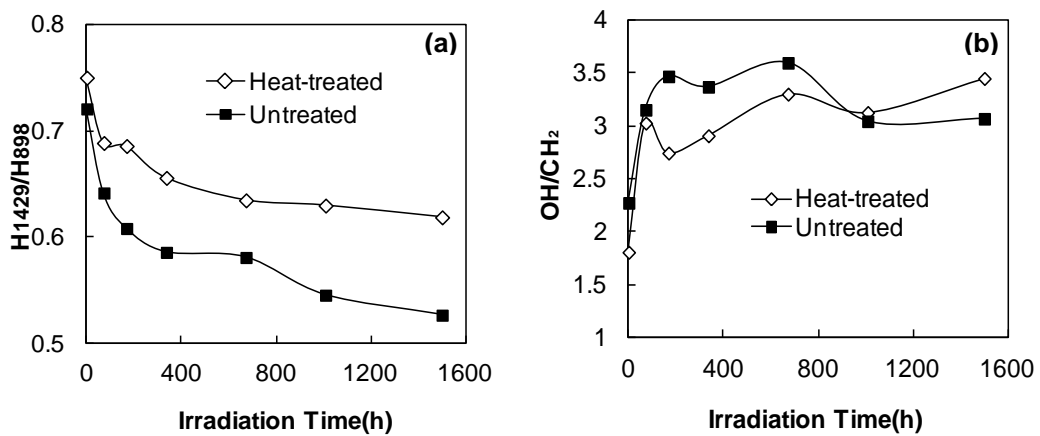 (a)
0.8
0.7
0.6
0.5
H1429/H898
Heat-treated
Untreated
0 400 800 1200 1600
Irradiation Time(h)
(b)
4
3.5
3
2.5
2
1.5
1
OH/CH₂
Heat-treated
Untreated
0 400 800 1200 1600
Irradiation Time(h)